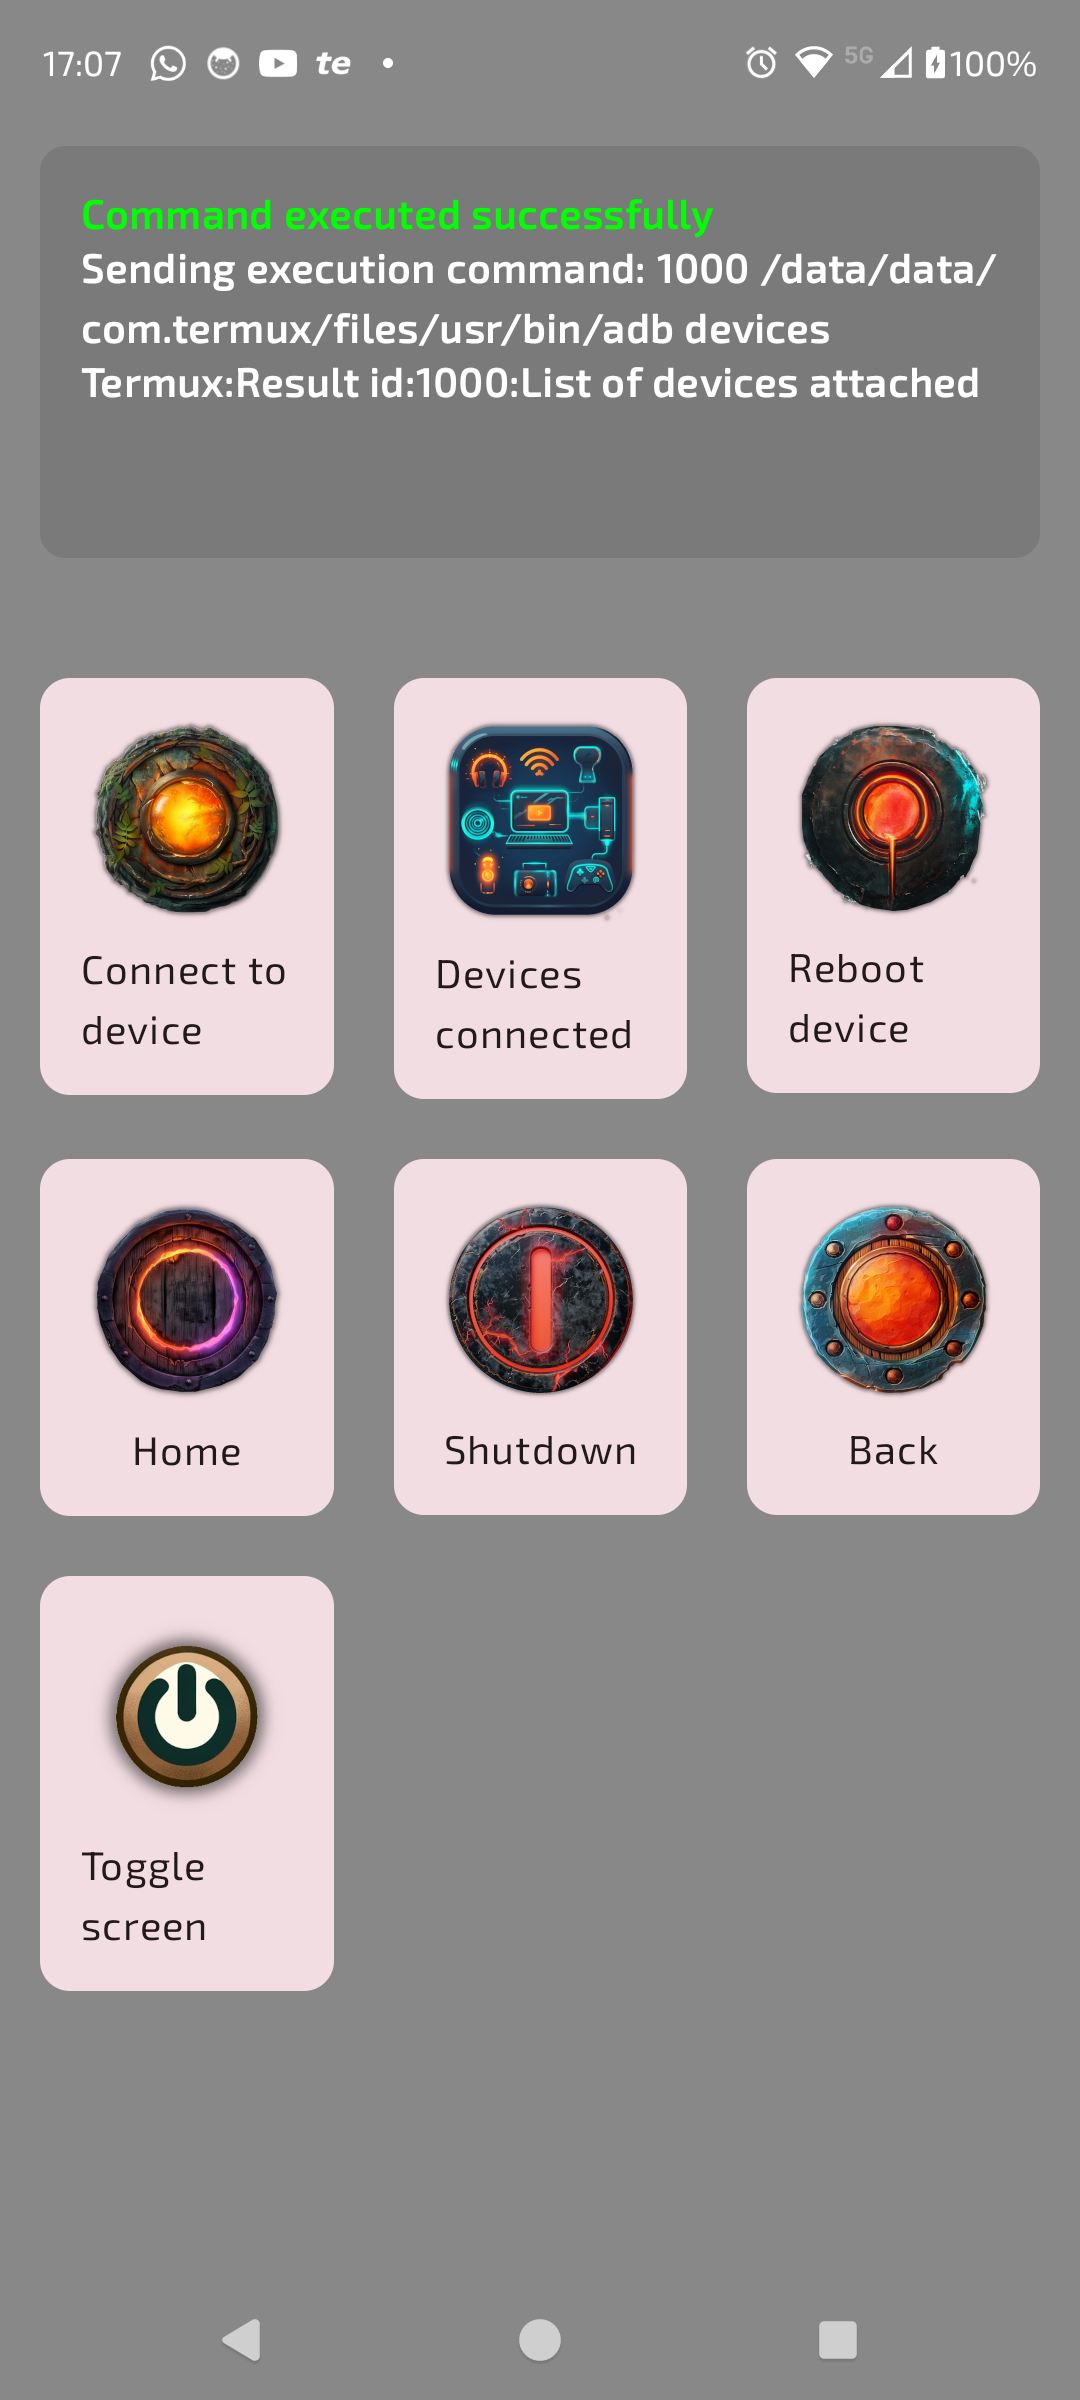 17:07 te 5G 100%
Command executed successfully
Sending execution command: 1000 /data/data/
com.termux/files/usr/bin/adb devices
Termux:Result id:1000:List of devices attached
Connect to
device
Devices
connected
Reboot
device
Home
Shutdown
Back
Toggle
screen